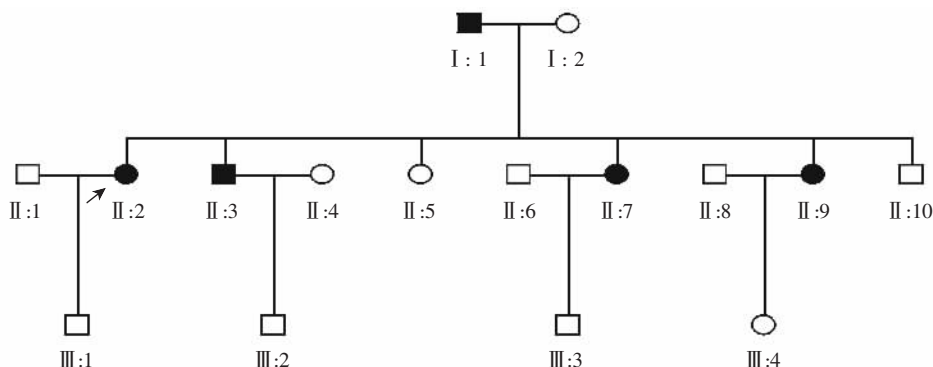 Ⅰ : 1 Ⅰ : 2
Ⅱ :1 Ⅱ :2 Ⅱ :3 Ⅱ :4 Ⅱ :5 Ⅱ :6 Ⅱ :7 Ⅱ :8 Ⅱ :9 Ⅱ :10
Ⅲ :1 Ⅲ :2 Ⅲ :3 Ⅲ :4